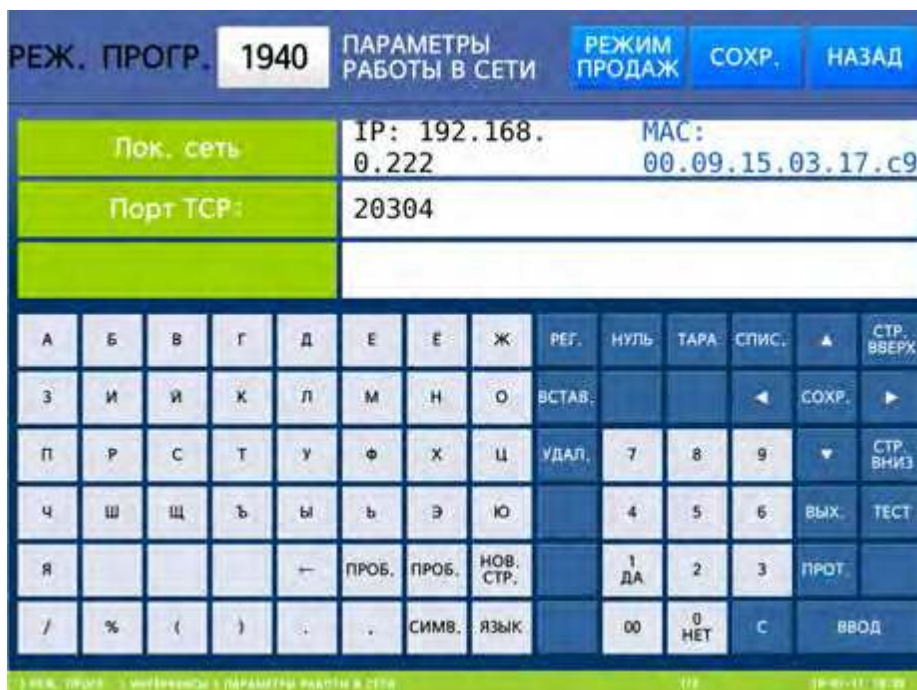 РЕЖ. ПРОГР. 1940 ПАРАМЕТРЫ РАБОТЫ В СЕТИ РЕЖИМ ПРОДАЖ СОХР. НАЗАД
Лок. сеть IP: 192.168. MAC:
0.222 00.09.15.03.17.c9
Порт TCP: 20304
А Б В Г Д Е Ё Ж РЕГ. НУЛЬ ТАРА СПИС. ▲ СТР. ВВЕРХ
З И Й К Л М Н О ВСТАВ. ◀ СОХР. ▶
П Р С Т У Ф Х Ц УДАЛ. 7 8 9 ▼ СТР. ВНИЗ
Ч Ш Щ Ъ Ы Ь Э Ю 4 5 6 ВЫХ. ТЕСТ
Я ← ПРОБ. ПРОБ. НОВ. СТР. 1 ДА 2 3 ПРОТ.
/ % ( ) . , СИМВ. ЯЗЫК 00 0 НЕТ С ВВОД
ПАРАМЕТРЫ РАБОТЫ В СЕТИ